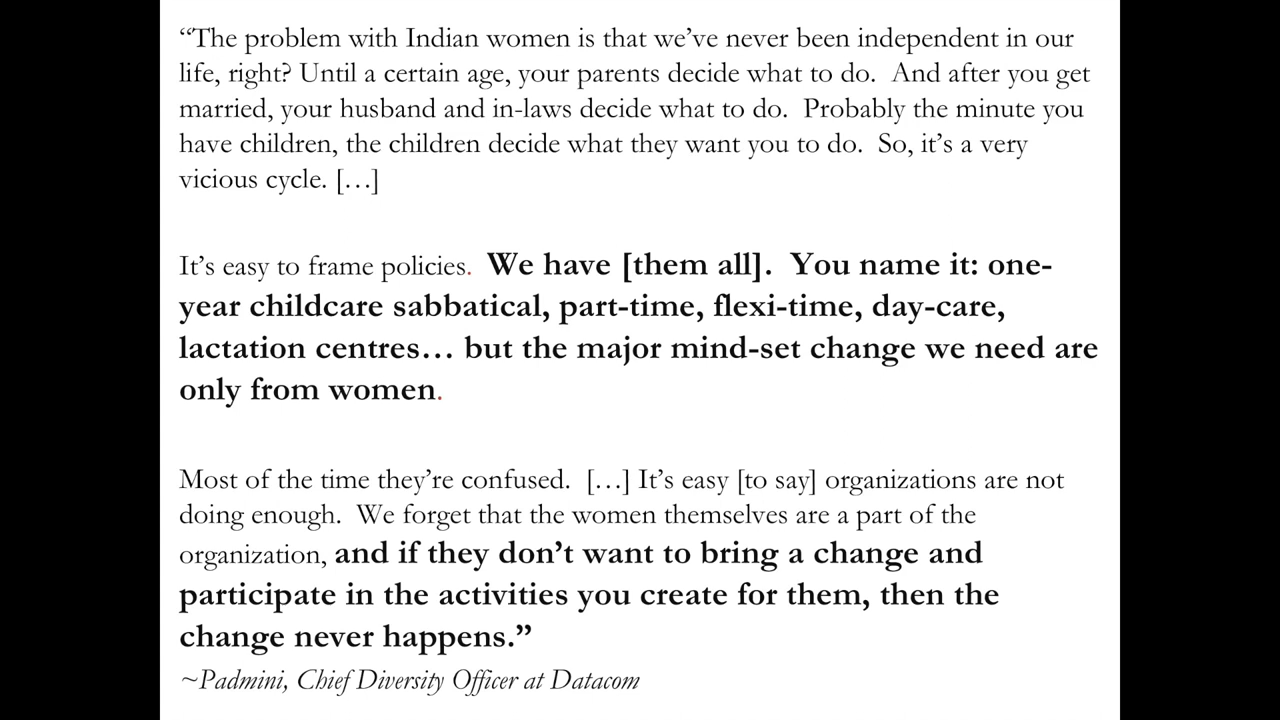 “The problem with Indian women is that we’ve never been independent in our
life, right? Until a certain age, your parents decide what to do.  And after you get
married, your husband and in-laws decide what to do.  Probably the minute you
have children, the children decide what they want you to do.  So, it’s a very
vicious cycle. […]
It’s easy to frame policies.  We have [them all].  You name it: one-
year childcare sabbatical, part-time, flexi-time, day-care,
lactation centres… but the major mind-set change we need are
only from women.
Most of the time they’re confused.  […] It’s easy [to say] organizations are not
doing enough.  We forget that the women themselves are a part of the
organization, and if they don’t want to bring a change and
participate in the activities you create for them, then the
change never happens.”
~Padmini, Chief Diversity Officer at Datacom